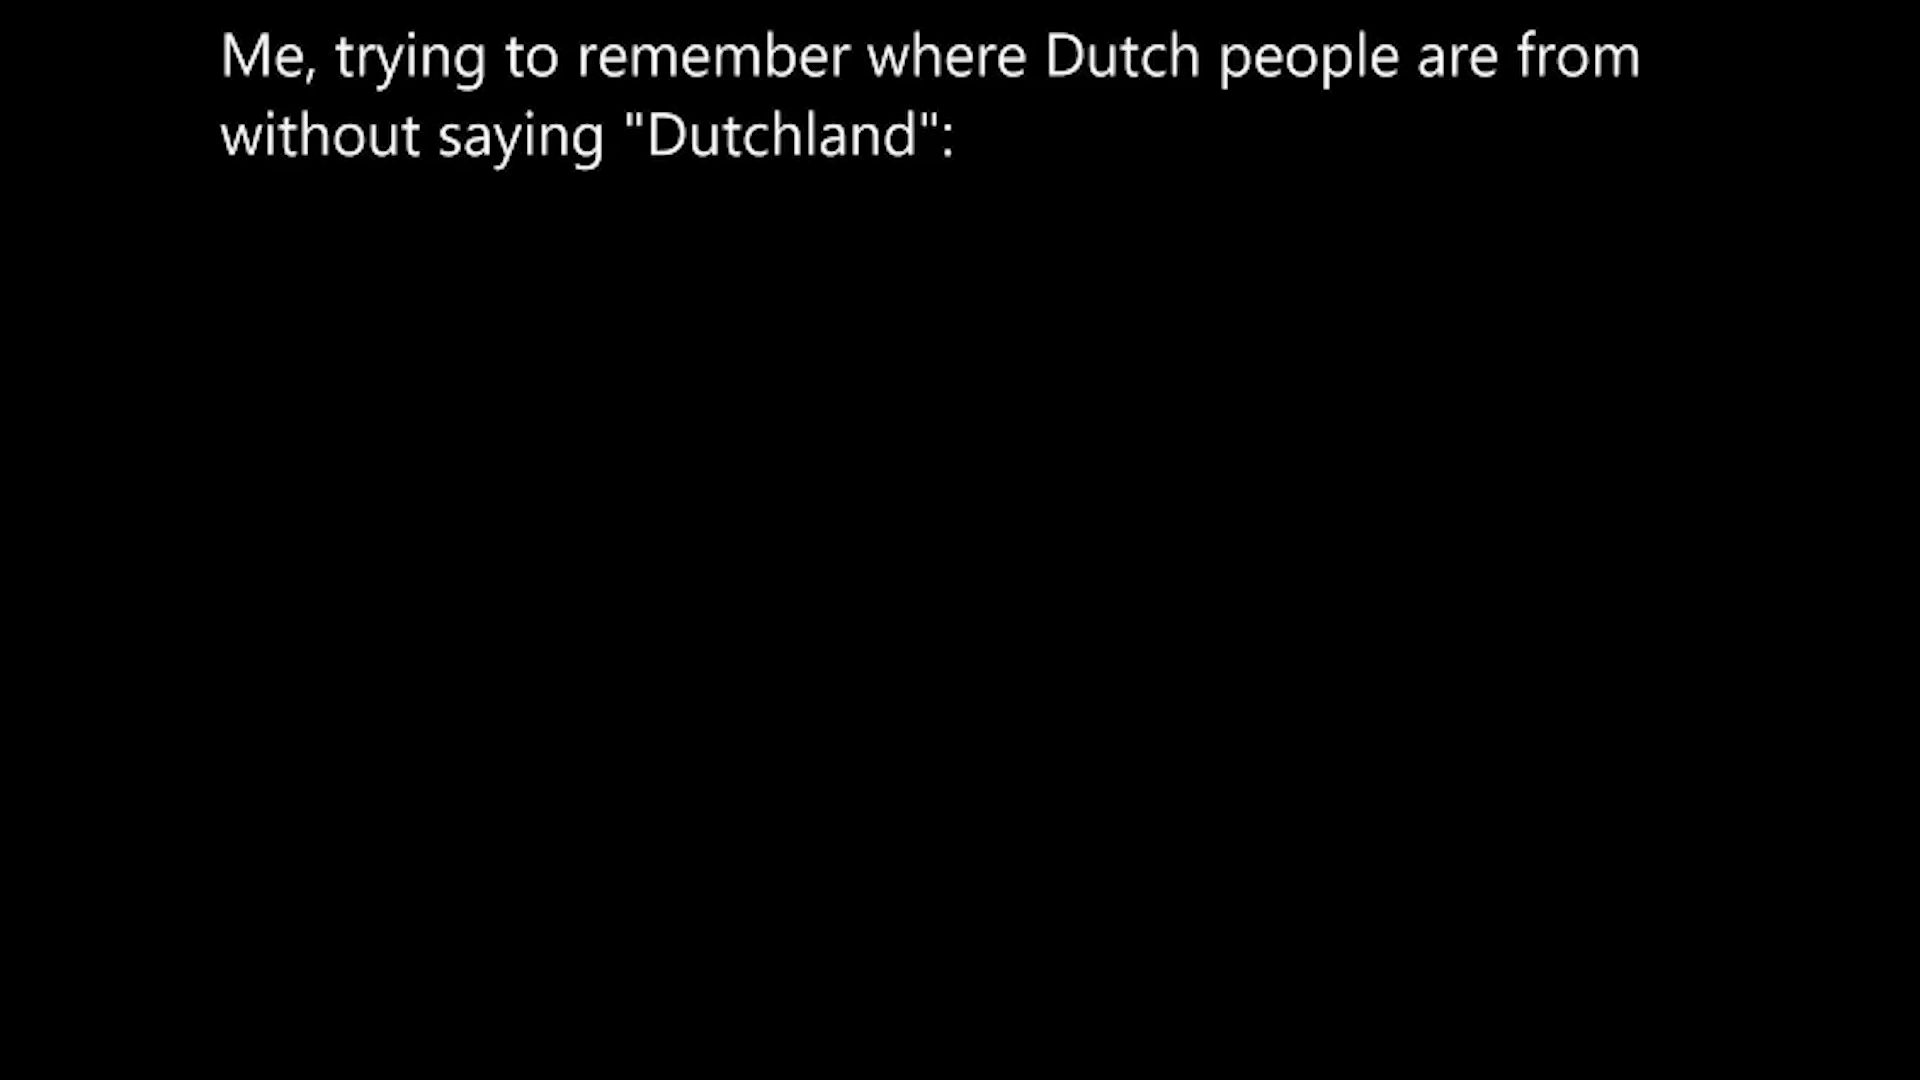 Me, trying to remember where Dutch people are from
without saying "Dutchland":